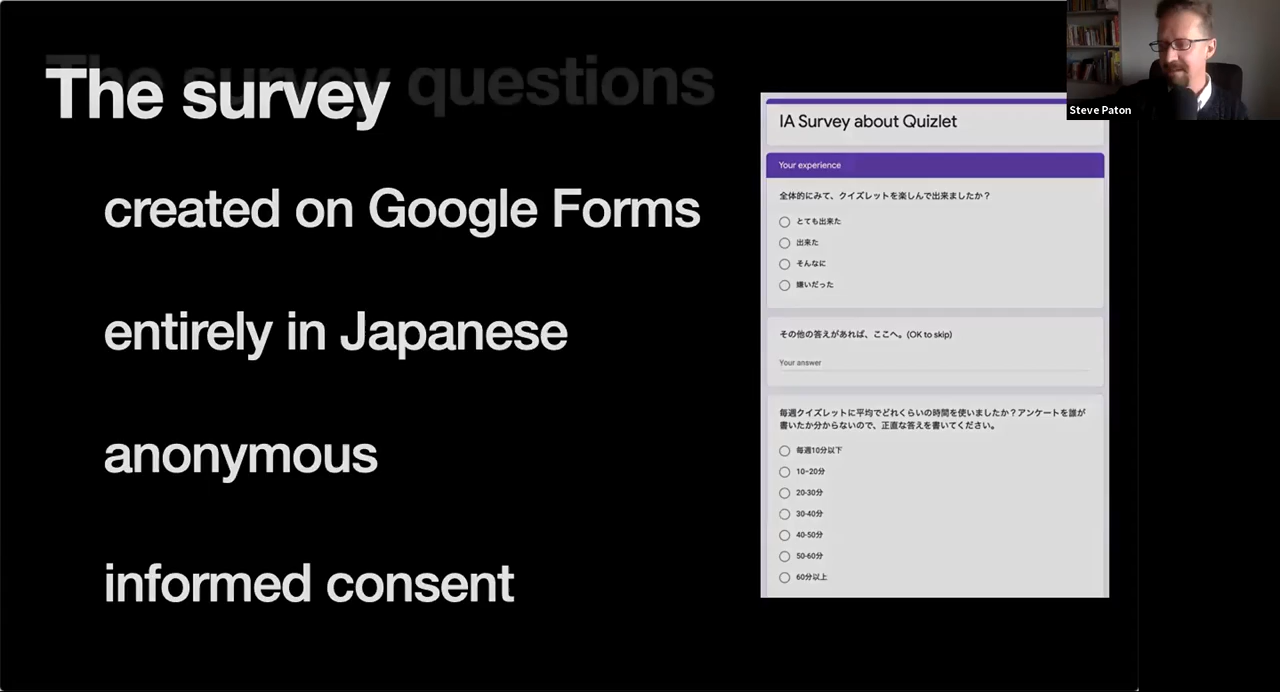 The survey questions
The survey
created on Google Forms
entirely in Japanese
anonymous
informed consent
IA Survey about Quizlet
Your experience
全体的にみて、クイズレットを楽しんで出来ましたか？
とても出来た
出来た
そんなに
嫌いだった
その他の答えがあれば、ここへ。(OK to skip)
Your answer
毎週クイズレットに平均でどれくらいの時間を使いましたか？アンケートを誰が
書いたか分からないので、正直な答えを書いてください。
毎週10分以下
10-20分
20-30分
30-40分
40-50分
50-60分
60分以上
Steve Paton